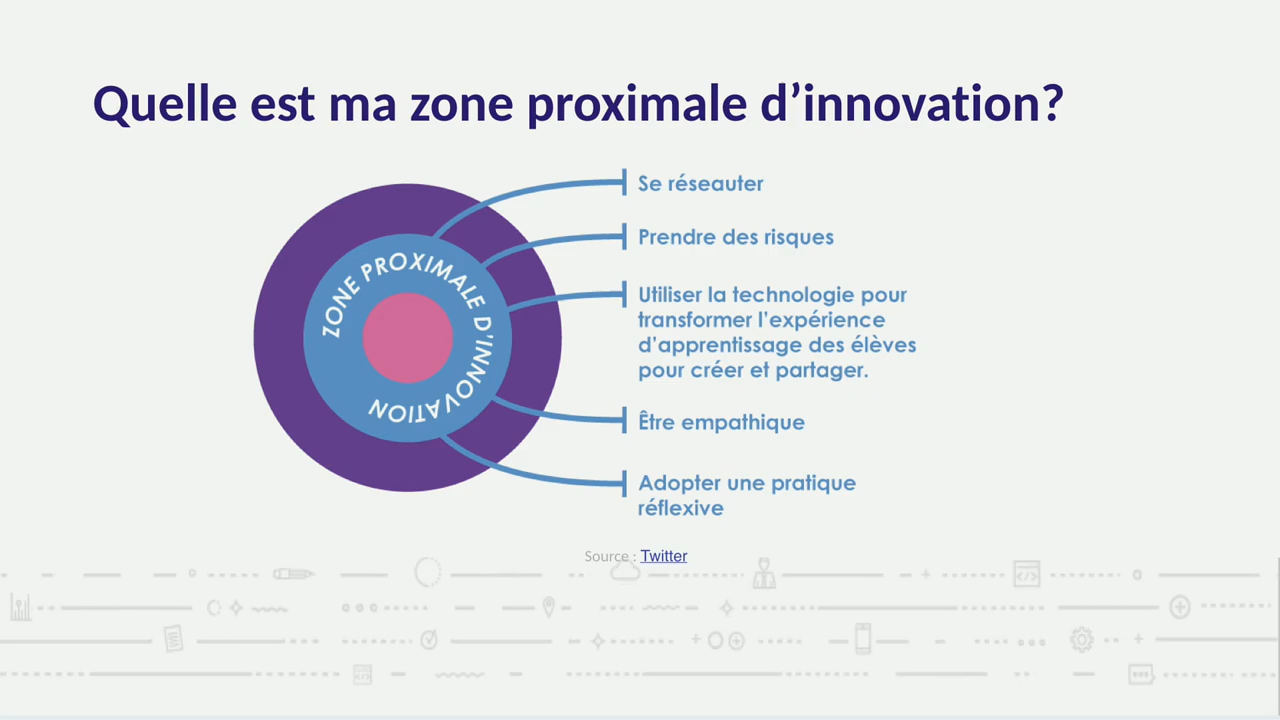 Quelle est ma zone proximale d’innovation?
Se réseauter
Prendre des risques
ZONE PROXIMALE D'INNOVATION
Utiliser la technologie pour
transformer l'expérience
d'apprentissage des élèves
pour créer et partager.
Être empathique
Adopter une pratique
réflexive
Source : Twitter